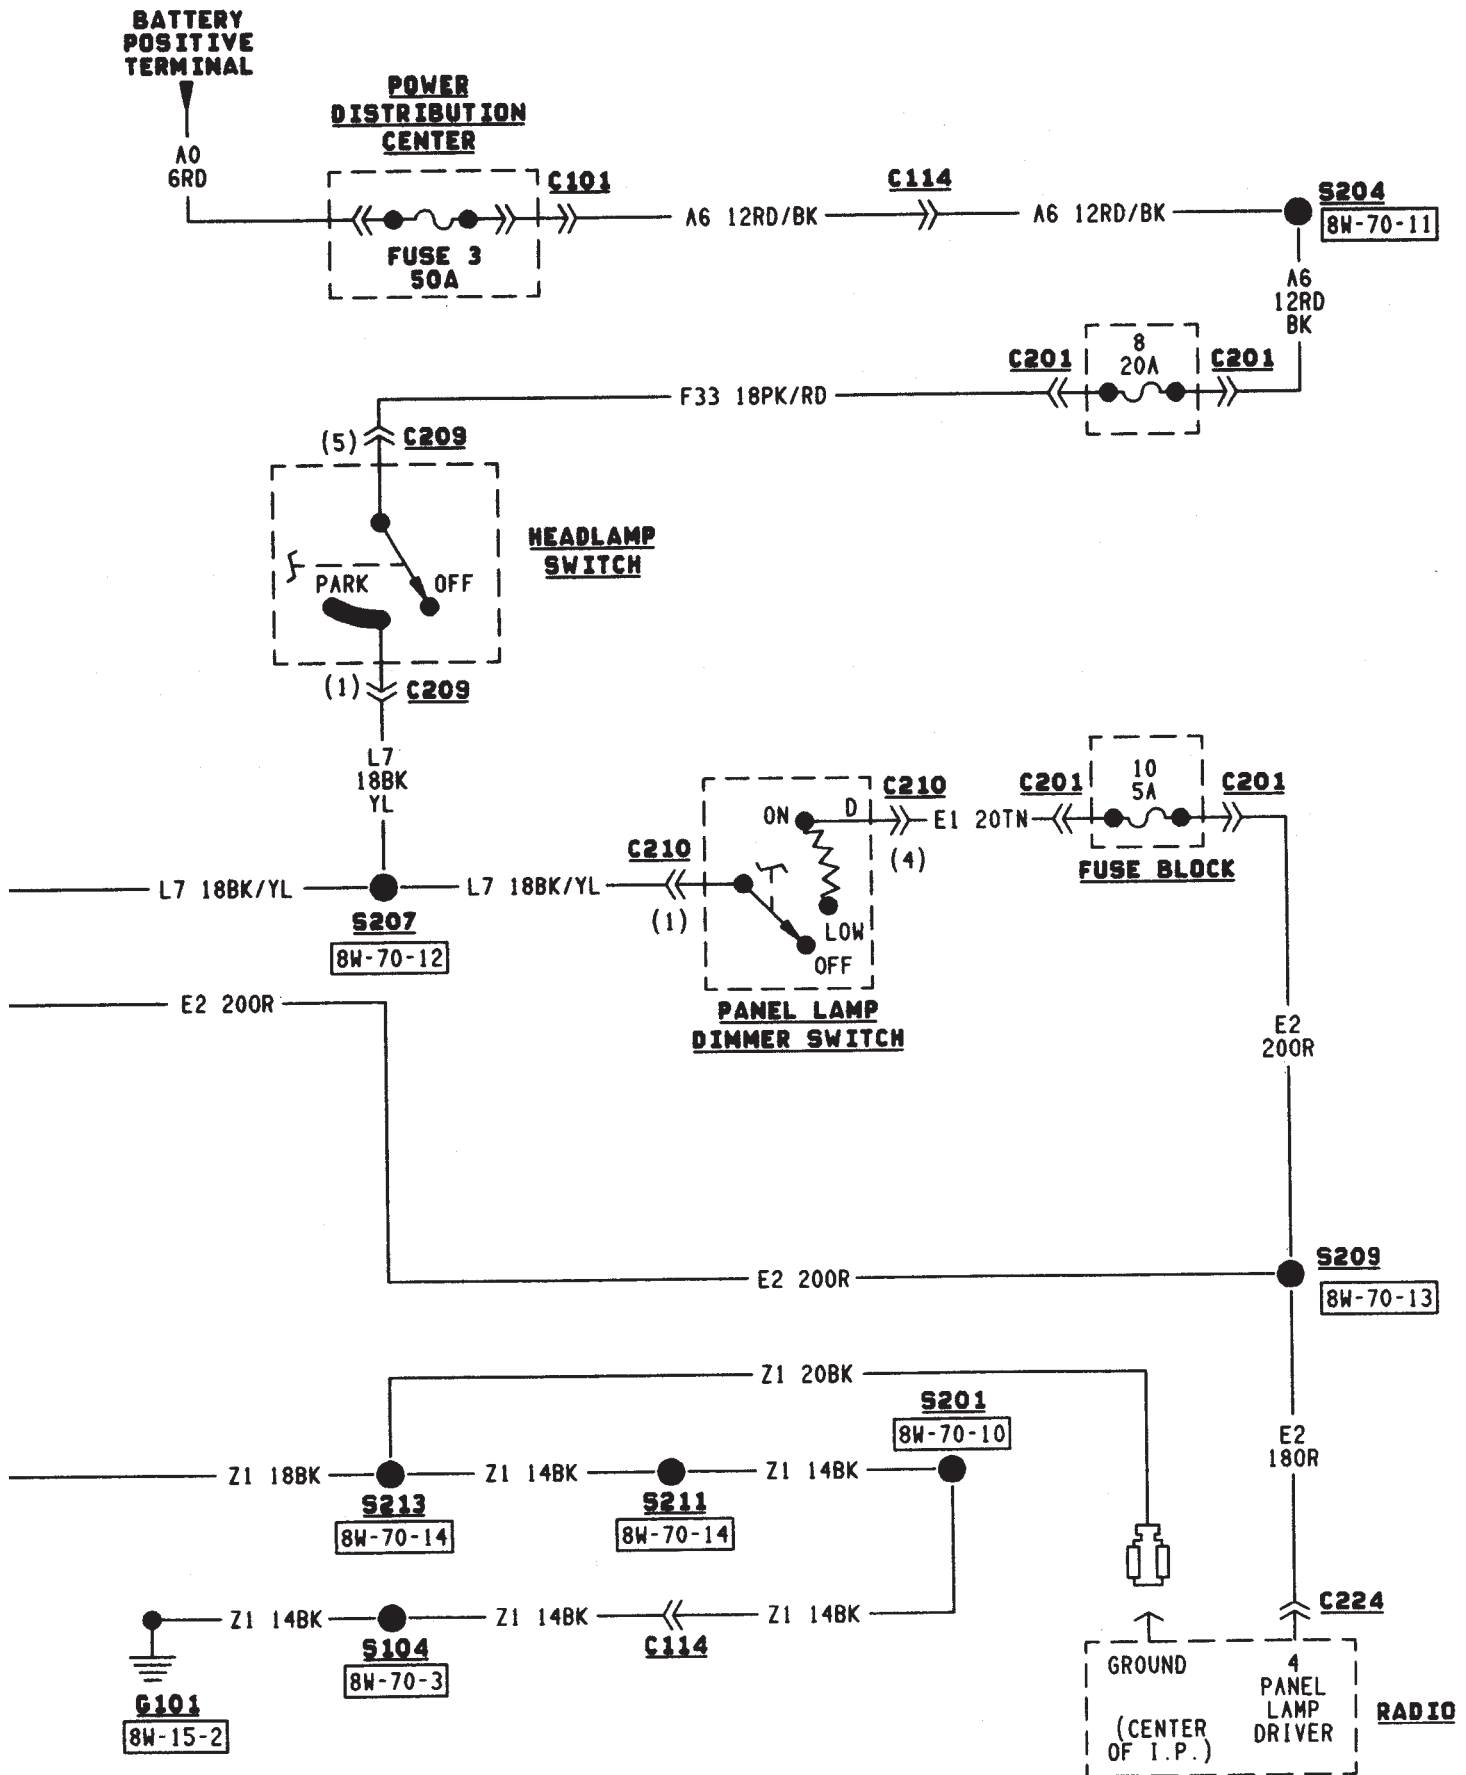 BATTERY
POSITIVE
TERMINAL
POWER
DISTRIBUTION
CENTER
A0
6RD
C101
A6 12RD/BK
C114
A6 12RD/BK
S204
8W-70-11
FUSE 3
50A
A6
12RD
BK
C201
8
20A
C201
F33 18PK/RD
(5)
C209
HEADLAMP
SWITCH
PARK
OFF
(1)
C209
L7
18BK
YL
L7 18BK/YL
S207
8W-70-12
L7 18BK/YL
C210
(1)
ON
D
LOW
OFF
PANEL LAMP
DIMMER SWITCH
C210
(4)
E1 20TN
C201
10
5A
C201
FUSE BLOCK
E2 20OR
E2
20OR
E2 20OR
S209
8W-70-13
Z1 20BK
S201
8W-70-10
E2
18OR
Z1 18BK
Z1 14BK
Z1 14BK
S213
8W-70-14
S211
8W-70-14
Z1 14BK
Z1 14BK
Z1 14BK
S104
8W-70-3
C114
G101
8W-15-2
C224
GROUND
(CENTER
OF I.P.)
4
PANEL
LAMP
DRIVER
RADIO